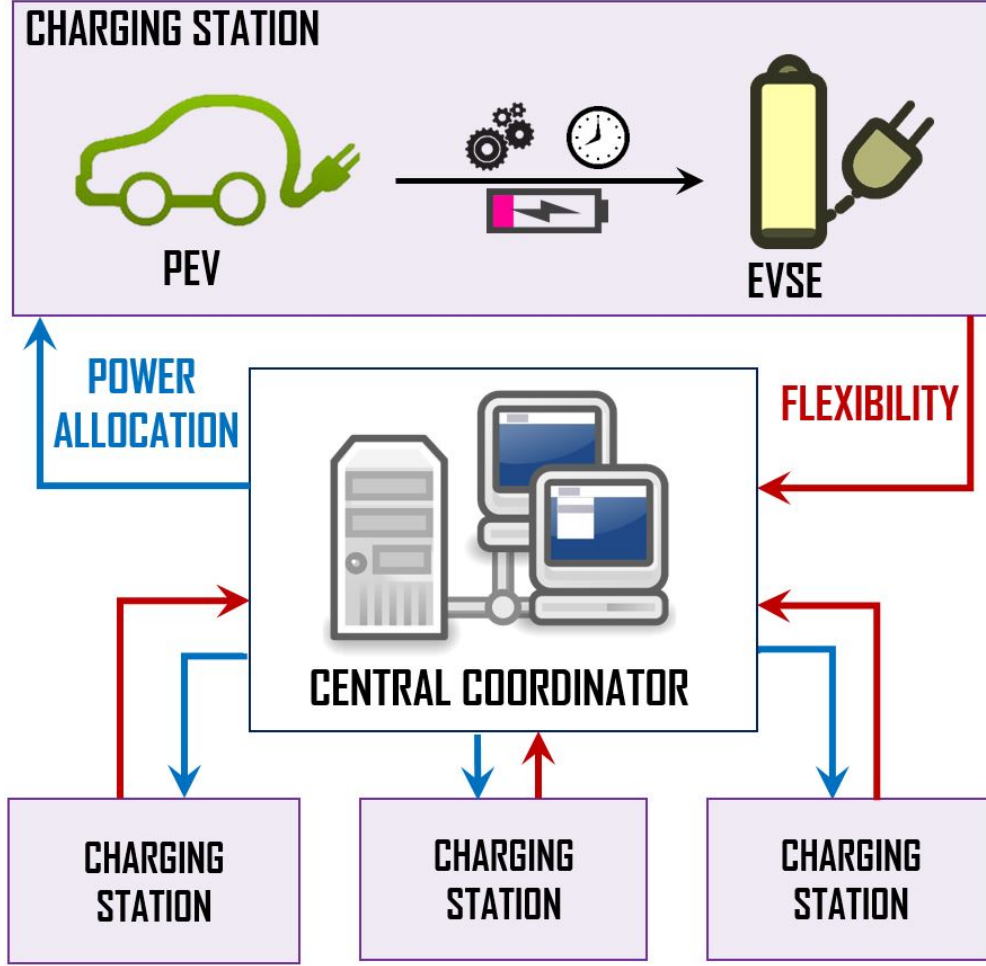 CHARGING STATION
PEV
EVSE
POWER
ALLOCATION
FLEXIBILITY
CENTRAL COORDINATOR
CHARGING
STATION
CHARGING
STATION
CHARGING
STATION